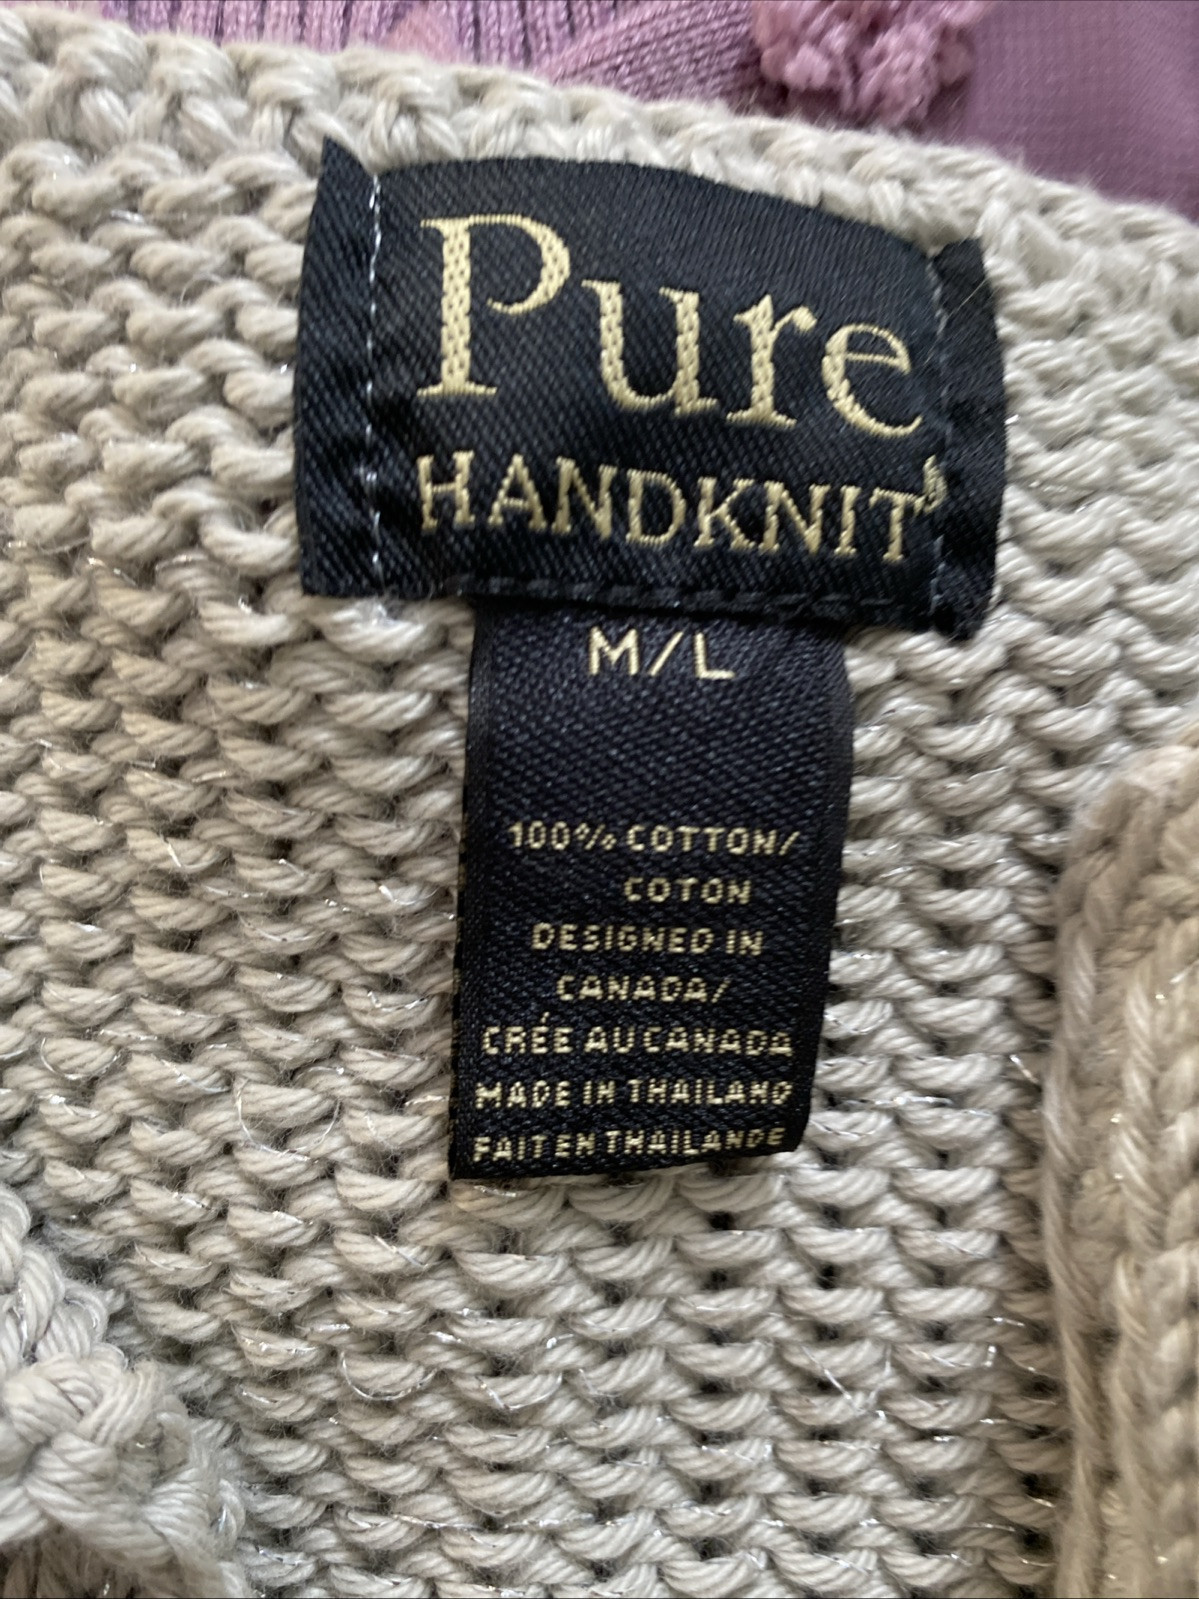 Pure
HANDKNIT
M/L
100% COTTON/
COTON
DESIGNED IN
CANADA/
CRÉE AU CANADA
MADE IN THAILAND
FAIT EN THAILANDE